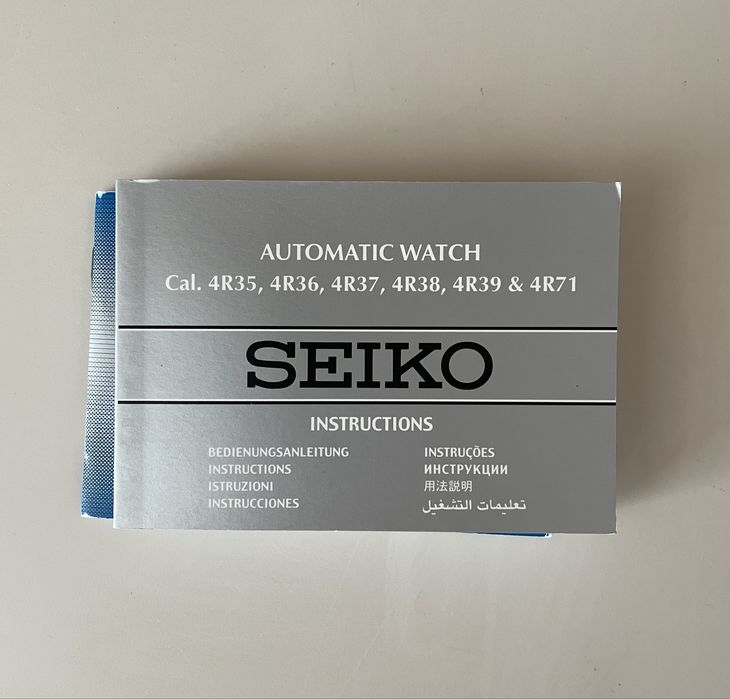 AUTOMATIC WATCH
Cal. 4R35, 4R36, 4R37, 4R38, 4R39 & 4R71
SEIKO
INSTRUCTIONS
BEDIENUNGSANLEITUNG
INSTRUCTIONS
ISTRUZIONI
INSTRUCCIONES
INSTRUÇÕES
ИНСТРУКЦИИ
用法説明
تعليمات التشغيل